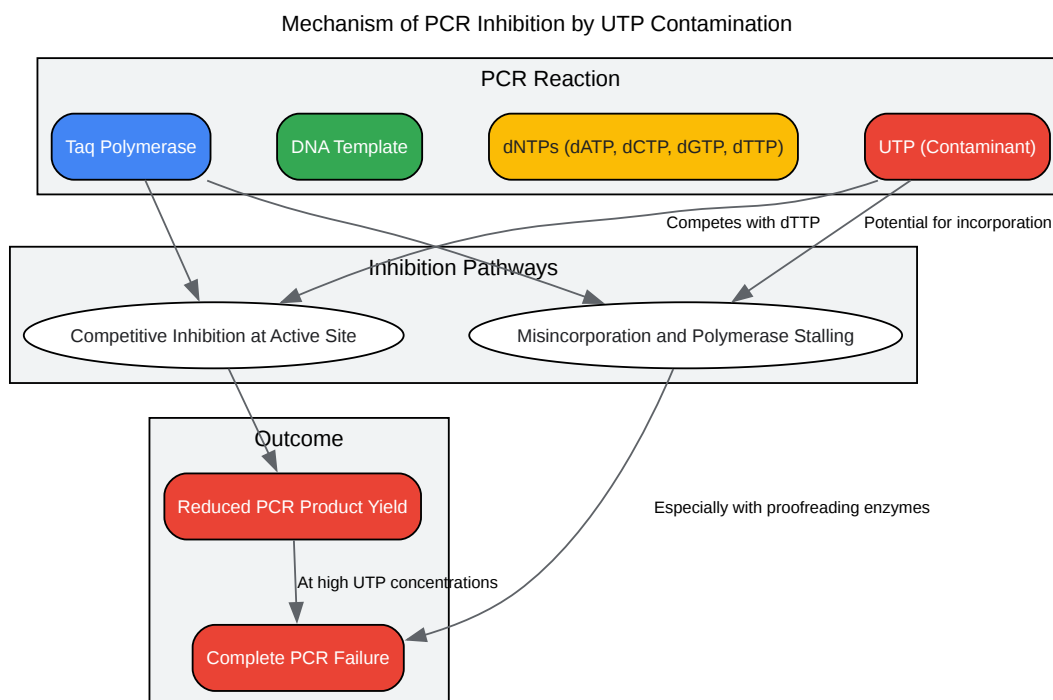 Mechanism of PCR Inhibition by UTP Contamination
PCR Reaction
Taq Polymerase
DNA Template
dNTPs (dATP, dCTP, dGTP, dTTP)
UTP (Contaminant)
Competes with dTTP
Potential for incorporation
Inhibition Pathways
Competitive Inhibition at Active Site
Misincorporation and Polymerase Stalling
Outcome
Reduced PCR Product Yield
Especially with proofreading enzymes
At high UTP concentrations
Complete PCR Failure